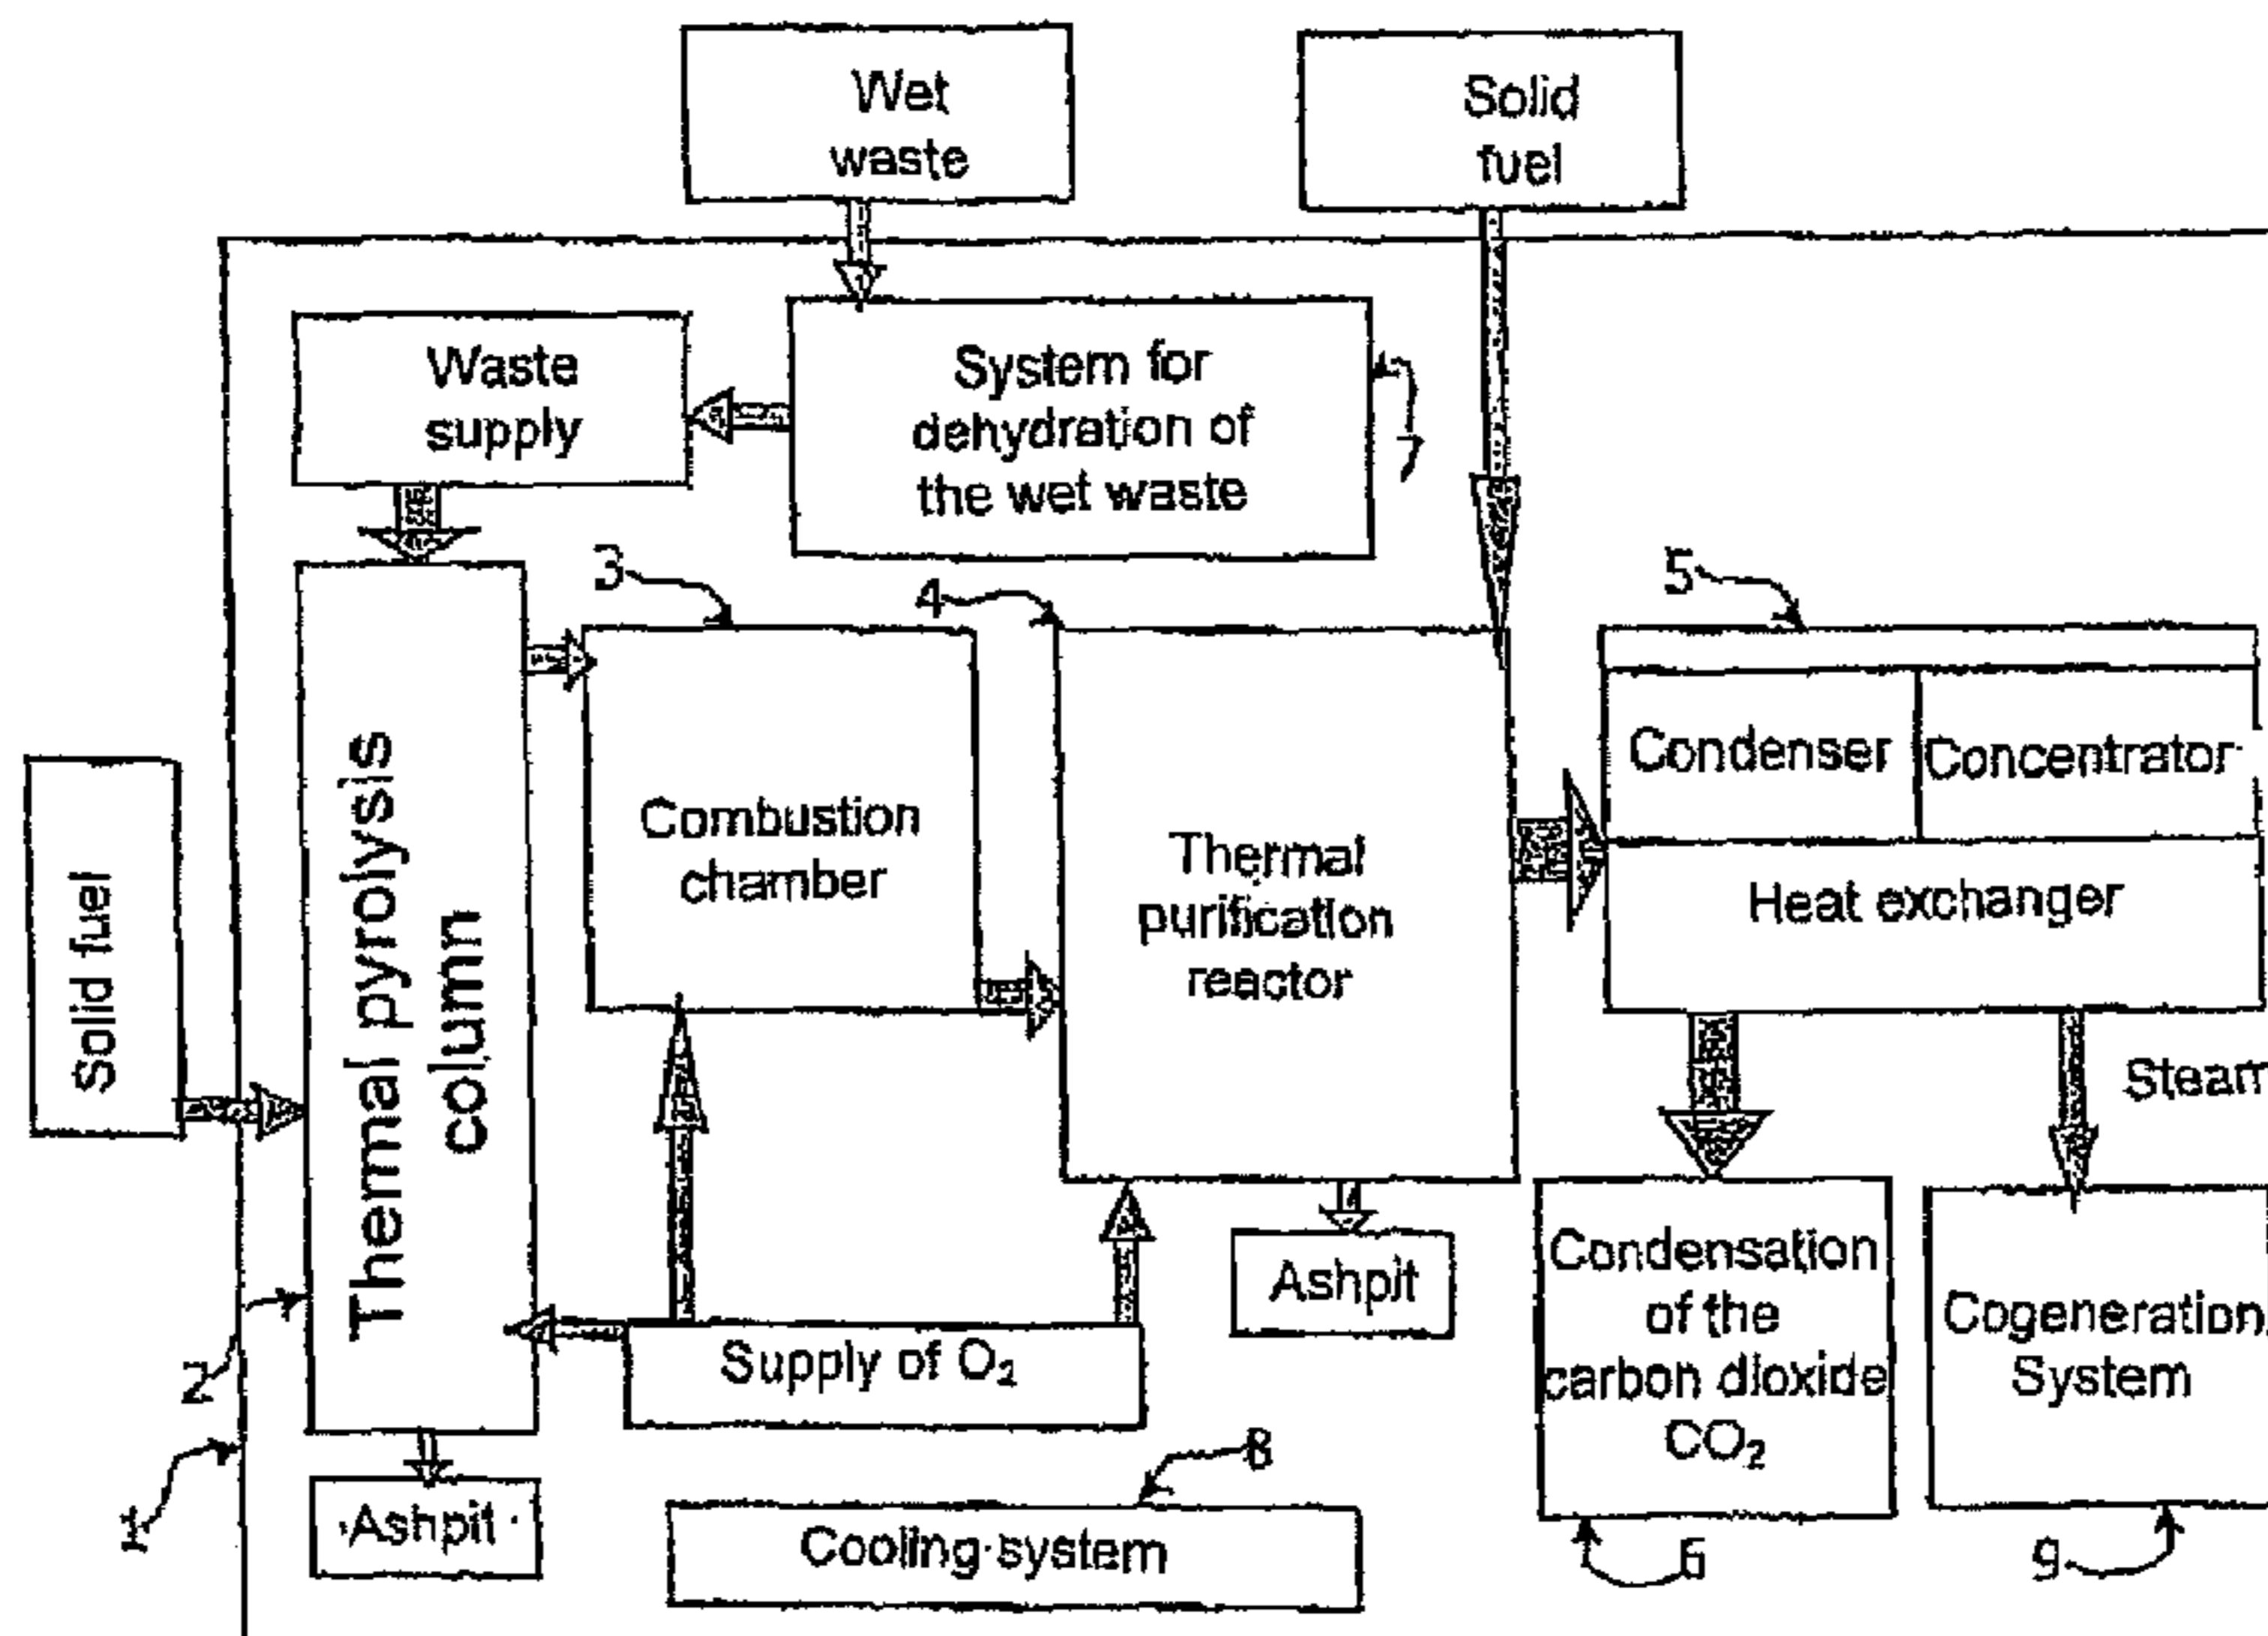 Wet
waste
Solid
fuel
Waste
supply
System for
dehydration of
the wet waste
7
3
4
5
Solid fuel
Thermal pyrolysis
column
Combustion
chamber
Thermal
purification
reactor
Condenser
Concentrator
Heat exchanger
Steam
Ashpit
Condensation
of the
carbon dioxide
CO₂
Cogeneration
System
Supply of O₂
2
1
Ashpit
8
Cooling system
6
9